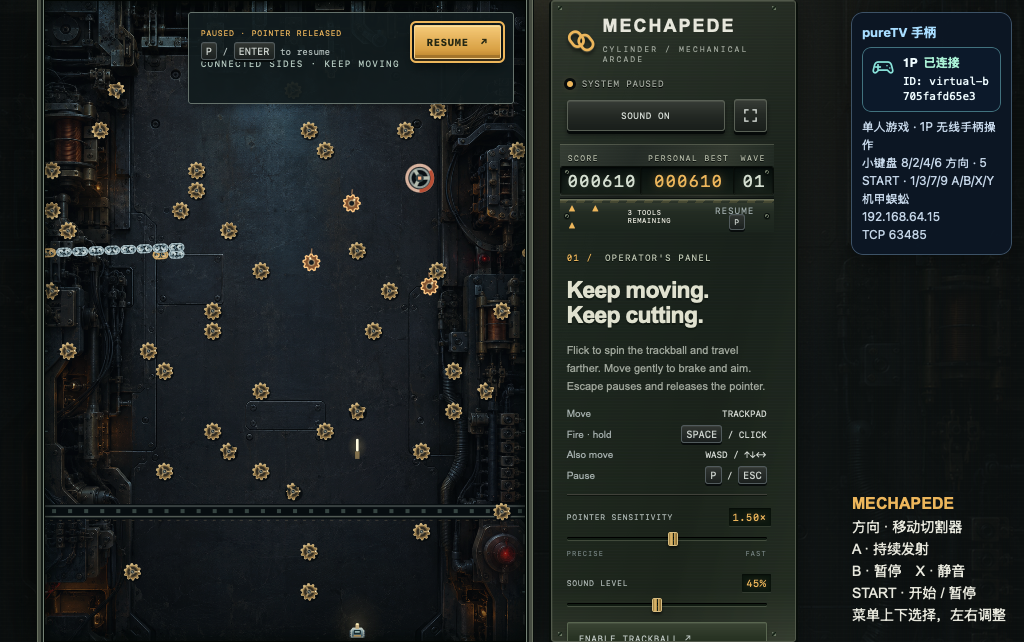 PAUSED · POINTER RELEASED
P / ENTER to resume
CONNECTED SIDES · KEEP MOVING
RESUME ↗
MECHAPEDE
CYLINDER / MECHANICAL
ARCADE
SYSTEM PAUSED
SOUND ON
SCORE PERSONAL BEST WAVE
000610 000610 01
3 TOOLS
REMAINING
RESUME
P
01 / OPERATOR'S PANEL
Keep moving.
Keep cutting.
Flick to spin the trackball and travel
farther. Move gently to brake and aim.
Escape pauses and releases the pointer.
Move TRACKPAD
Fire · hold SPACE / CLICK
Also move WASD / ↑↓↔
Pause P / ESC
POINTER SENSITIVITY 1.50×
PRECISE FAST
SOUND LEVEL 45%
ENABLE TRACKBALL ↗
pureTV 手柄
1P 已连接
ID: virtual-b
705fafd65e3
单人游戏 · 1P 无线手柄操
作
小键盘 8/2/4/6 方向 · 5
START · 1/3/7/9 A/B/X/Y
机甲蜈蚣
192.168.64.15
TCP 63485
MECHAPEDE
方向 · 移动切割器
A · 持续发射
B · 暂停 X · 静音
START · 开始 / 暂停
菜单上下选择，左右调整